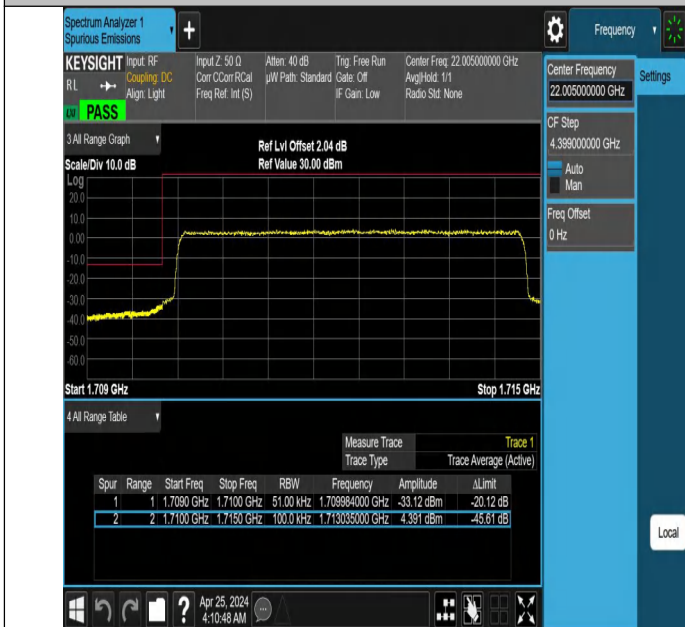 Spectrum Analyzer 1
Spurious Emissions
+
Frequency
KEYSIGHT
RL
Input: RF
Coupling: DC
Align: Light
Input Z: 50 Ω
Corr CCorr RCal
Freq Ref: Int (S)
Atten: 40 dB
µW Path: Standard
Trig: Free Run
Gate: Off
IF Gain: Low
Center Freq: 22.005000000 GHz
Avg|Hold: 1/1
Radio Std: None
PASS
Center Frequency
22.005000000 GHz
Settings
CF Step
4.399000000 GHz
Auto
Man
Freq Offset
0 Hz
Local
3 All Range Graph
Scale/Div 10.0 dB
Ref Lvl Offset 2.04 dB
Ref Value 30.00 dBm
Log
20.0
10.0
0.00
-10.0
-20.0
-30.0
-40.0
-50.0
-60.0
Start 1.709 GHz
Stop 1.715 GHz
4 All Range Table
Measure Trace Trace 1
Trace Type Trace Average (Active)
Spur Range Start Freq Stop Freq RBW Frequency Amplitude ΔLimit
1 1 1.7090 GHz 1.7100 GHz 51.00 kHz 1.709984000 GHz -33.12 dBm -20.12 dB
2 2 1.7100 GHz 1.7150 GHz 100.0 kHz 1.713035000 GHz 4.391 dBm -45.61 dB
?
Apr 25, 2024
4:10:48 AM